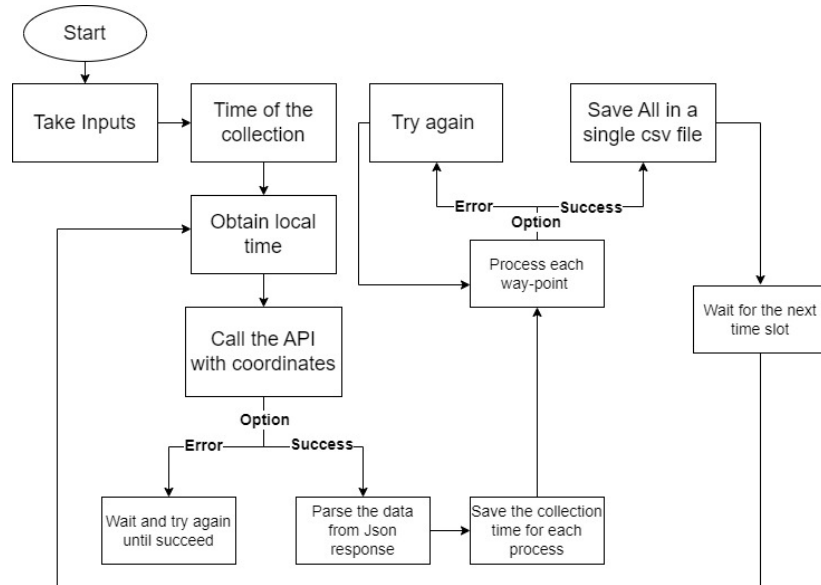 Start
Take Inputs
Time of the
collection
Try again
Save All in a
single csv file
Obtain local
time
Error
Success
Option
Process each
way-point
Call the API
with coordinates
Wait for the next
time slot
Option
Error
Success
Wait and try again
until succeed
Parse the data
from Json
response
Save the collection
time for each
process